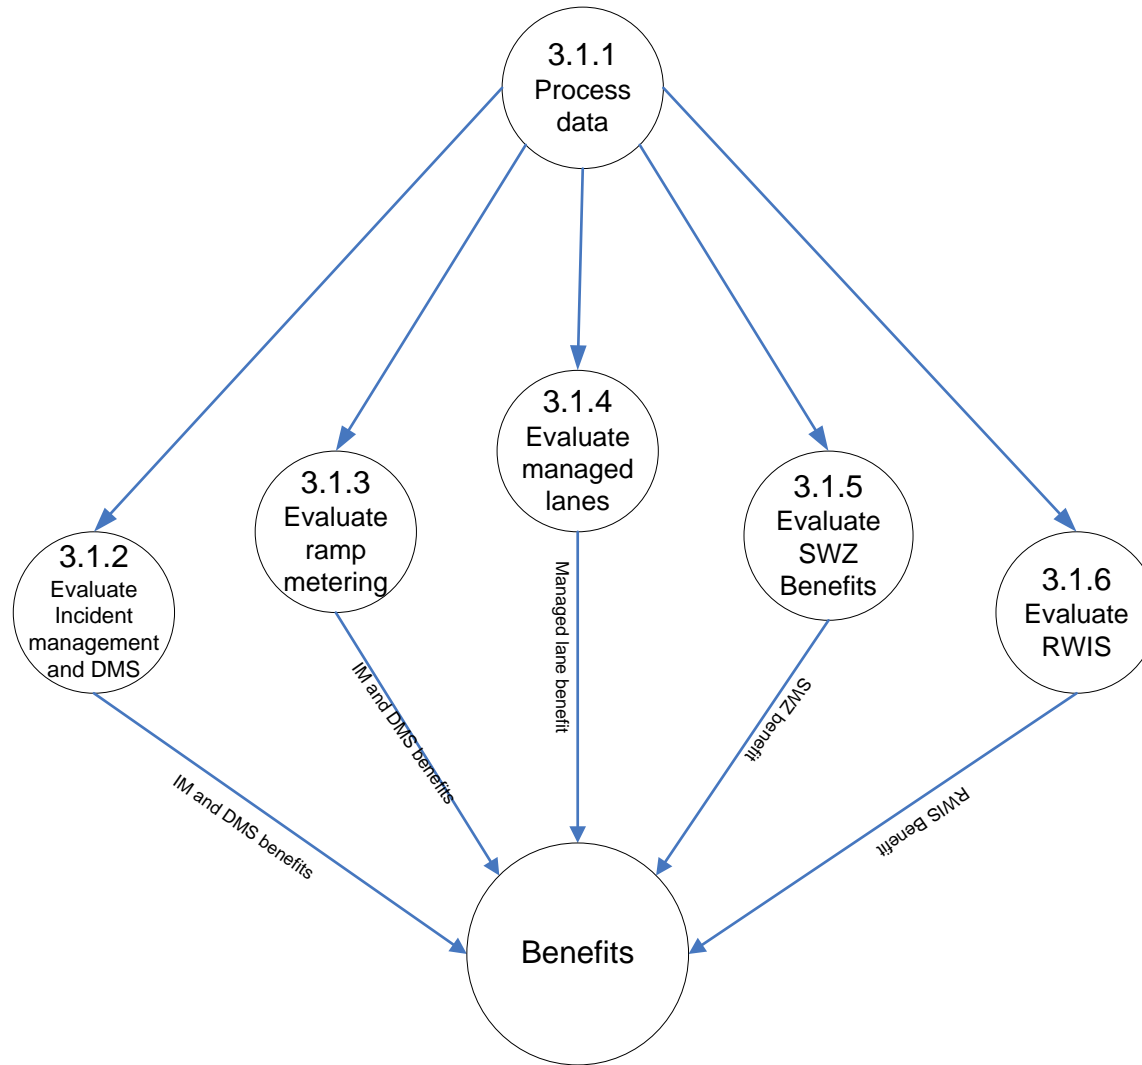 3.1.1
Process
data
3.1.4
Evaluate
managed
lanes
3.1.3
Evaluate
ramp
metering
3.1.5
Evaluate
SWZ
Benefits
3.1.2
Evaluate
Incident
management
and DMS
3.1.6
Evaluate
RWIS
IM and DMS benefits
IM and DMS benefits
Managed lane benefit
SWZ benefit
RWIS Benefit
Benefits